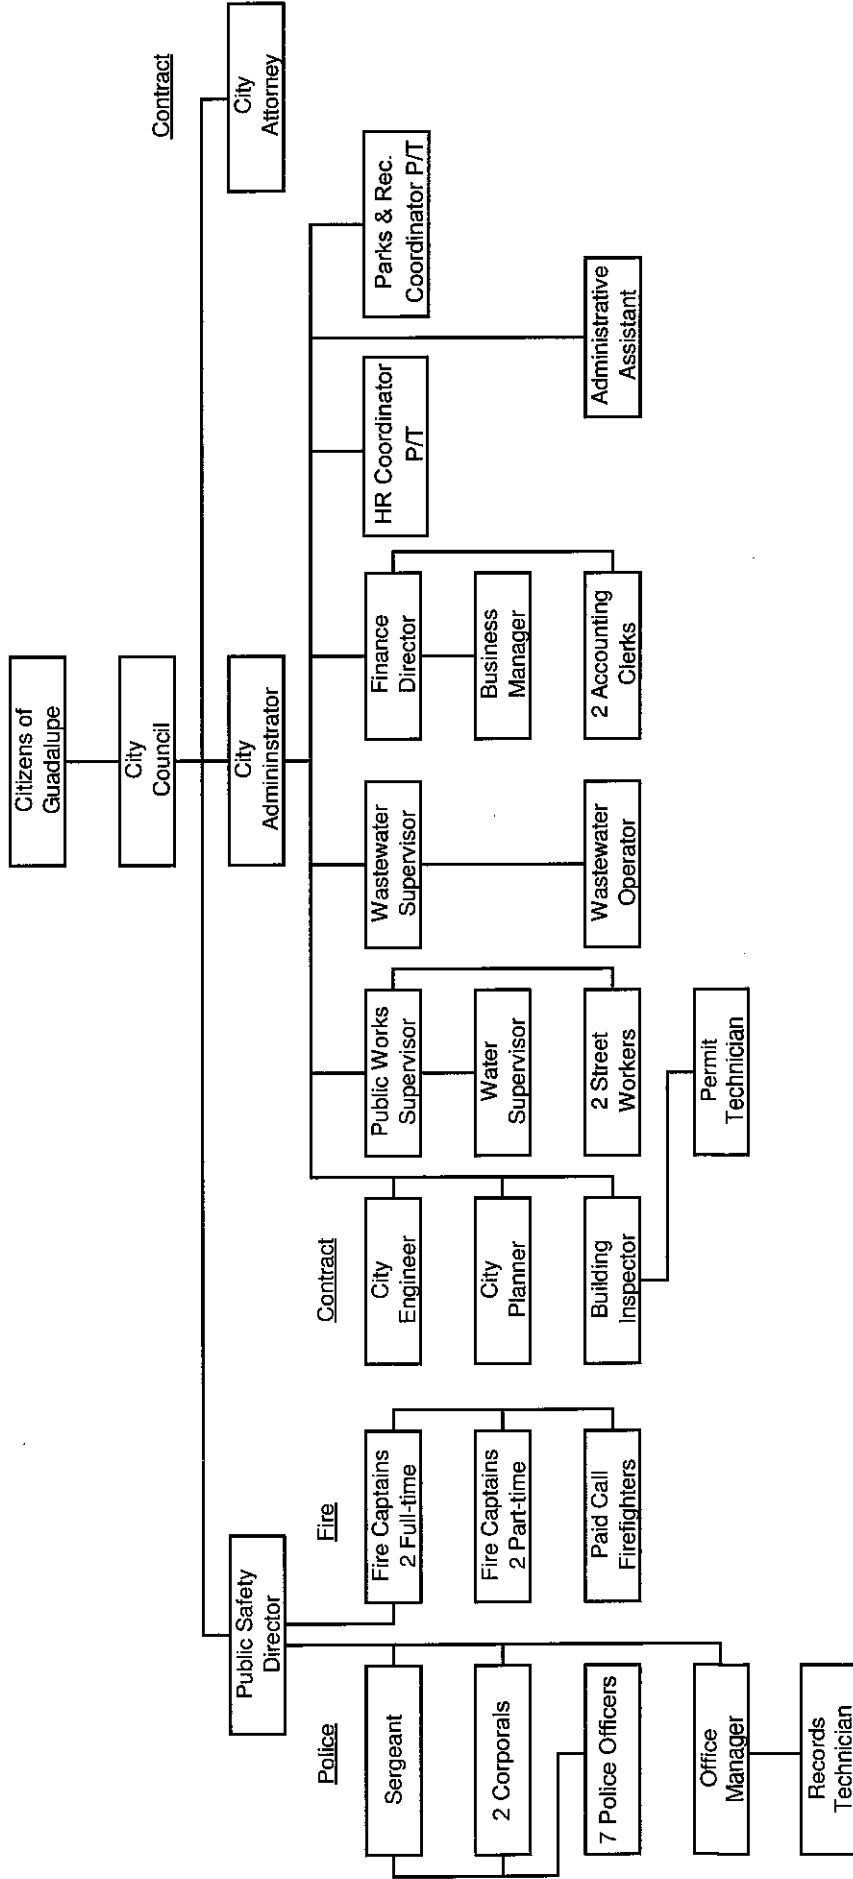 Citizens of
Guadalupe
City
Council
Contract
City
Attorney
City
Admininstrator
Public Safety
Director
Police
Sergeant
2 Corporals
7 Police Officers
Office
Manager
Records
Technician
Fire
Fire Captains
2 Full-time
Fire Captains
2 Part-time
Paid Call
Firefighters
Contract
City
Engineer
City
Planner
Building
Inspector
Permit
Technician
Public Works
Supervisor
Water
Supervisor
2 Street
Workers
Wastewater
Supervisor
Wastewater
Operator
Finance
Director
Business
Manager
2 Accounting
Clerks
HR Coordinator
P/T
Parks & Rec.
Coordinator P/T
Administrative
Assistant